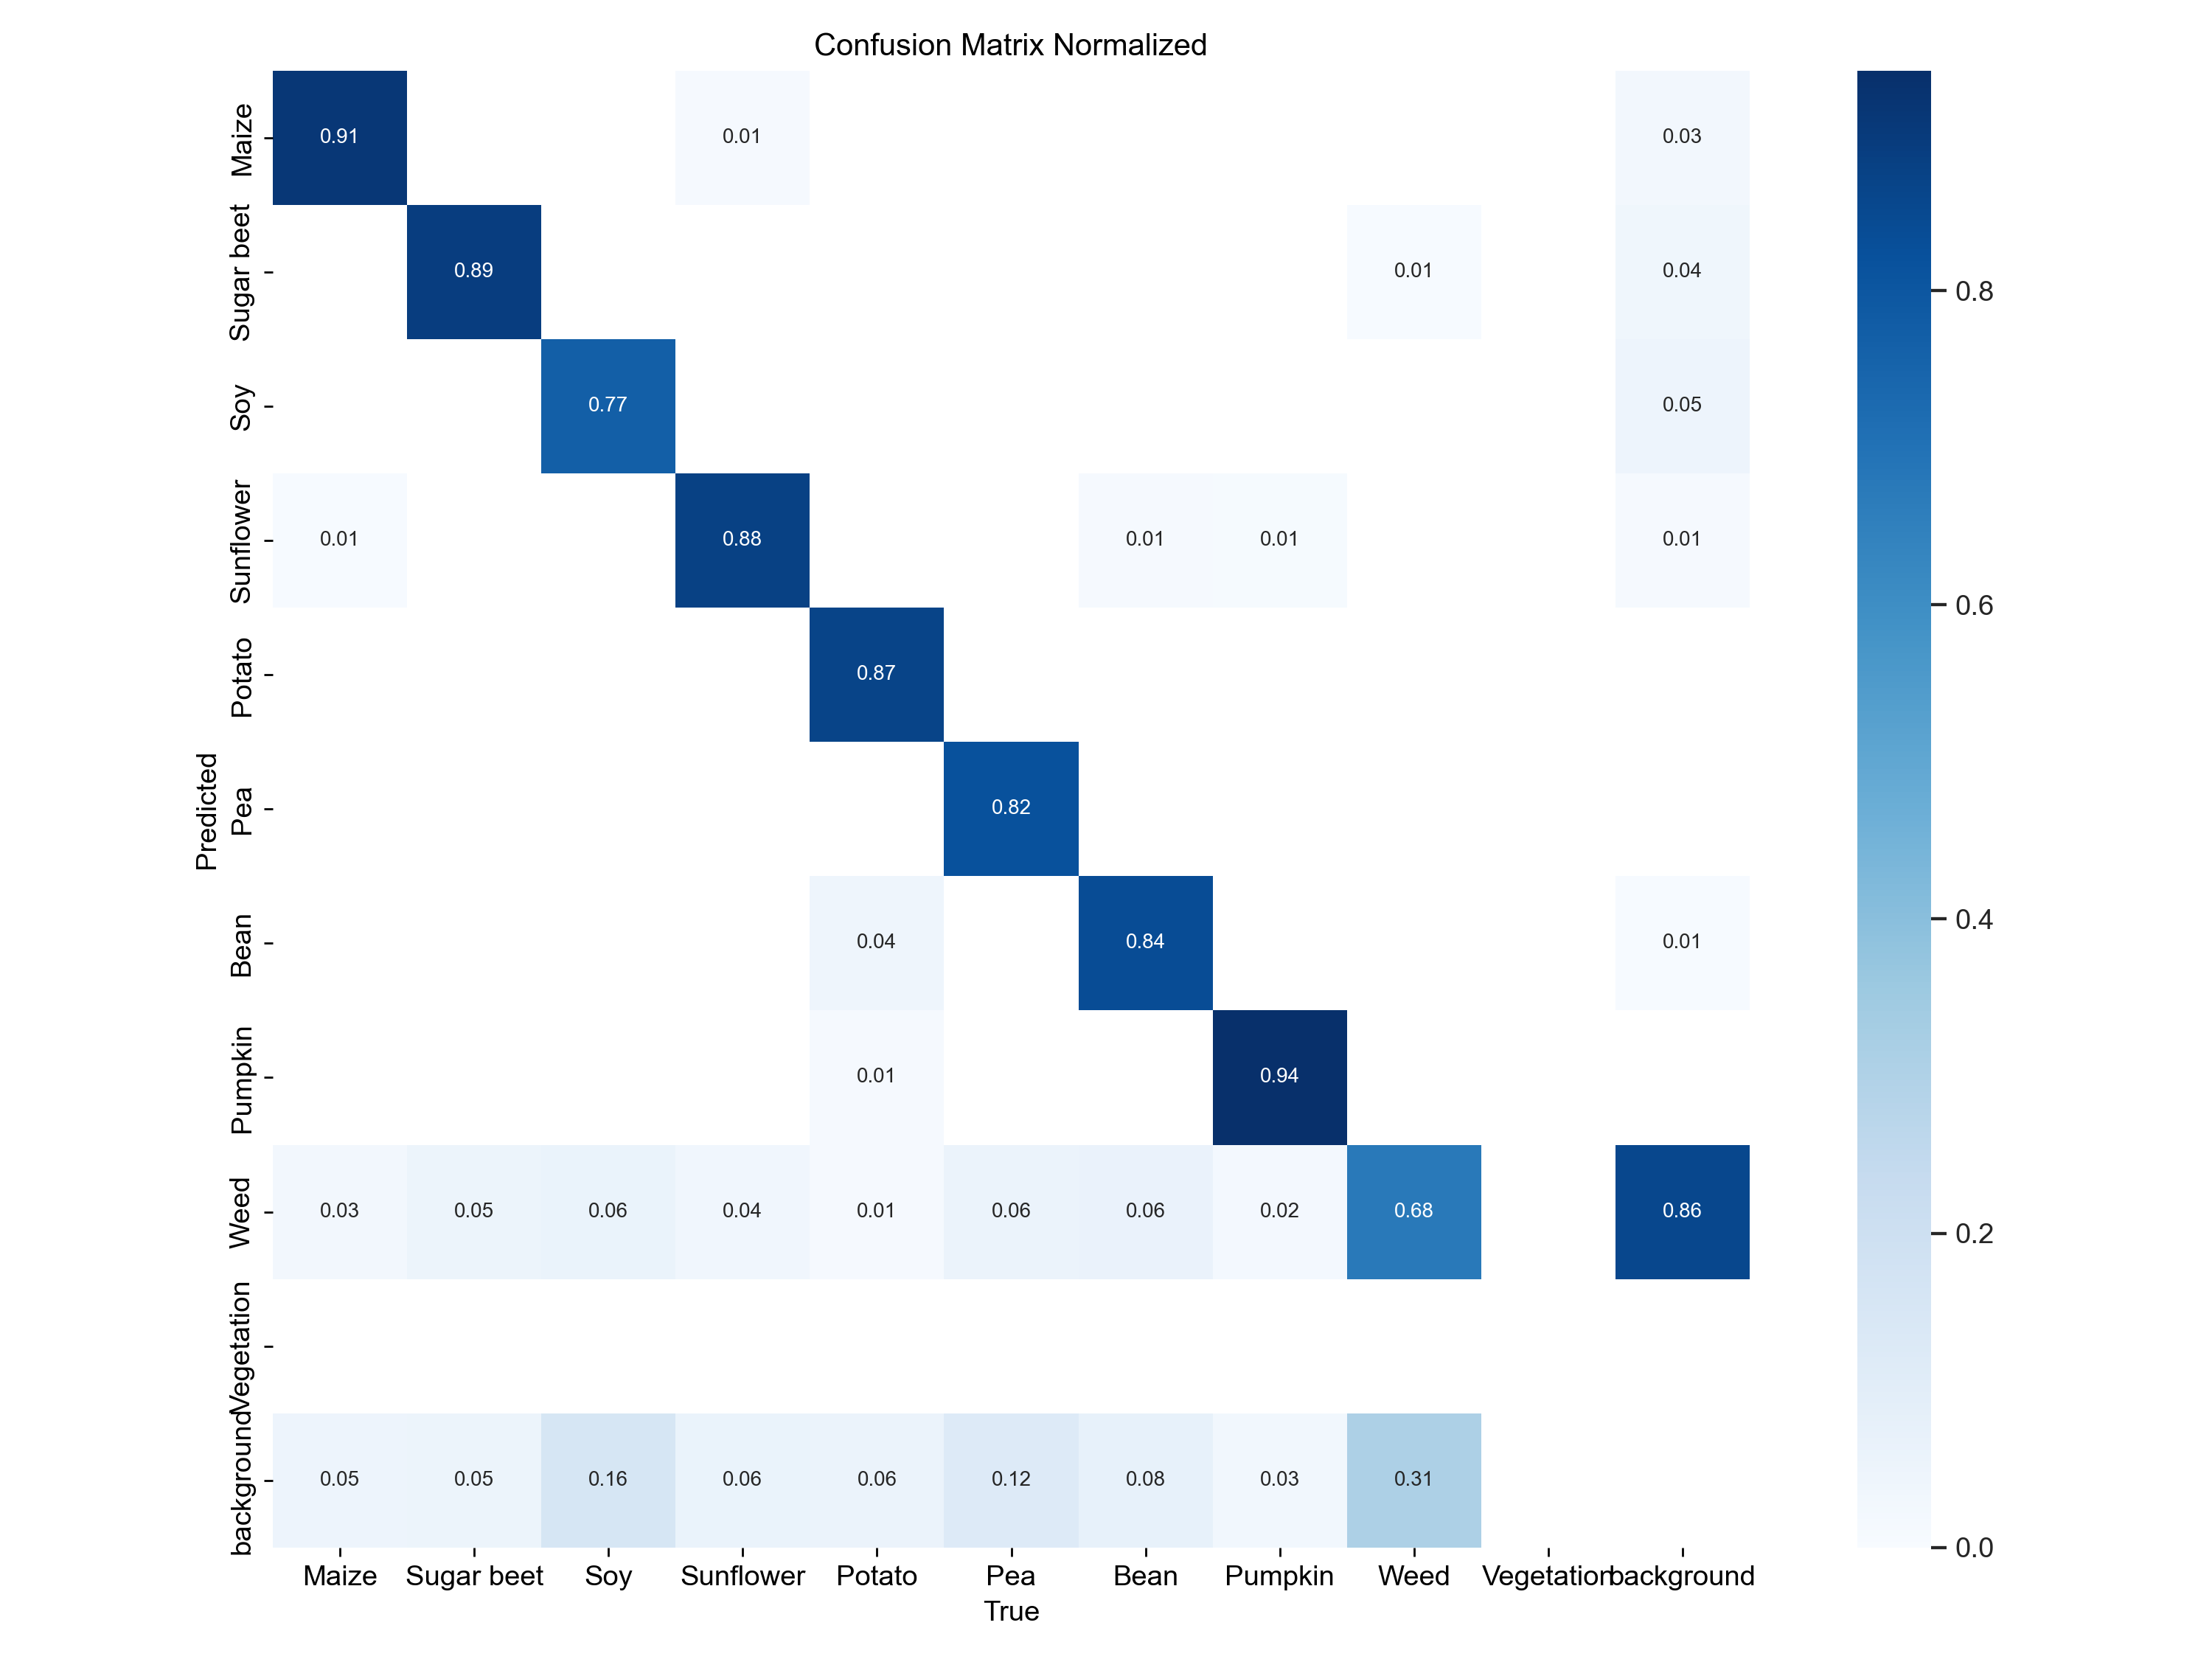 Confusion Matrix Normalized
Maize
0.91
0.01
0.03
Sugar beet
0.89
0.01
0.04
0.8
Soy
0.77
0.05
Sunflower
0.01
0.88
0.01
0.01
0.01
0.6
Potato
0.87
Predicted
Pea
0.82
Bean
0.04
0.84
0.01
0.4
Pumpkin
0.01
0.94
Weed
0.03
0.05
0.06
0.04
0.01
0.06
0.06
0.02
0.68
0.86
0.2
Vegetation
background
0.05
0.05
0.16
0.06
0.06
0.12
0.08
0.03
0.31
0.0
Maize Sugar beet Soy Sunflower Potato Pea Bean Pumpkin Weed Vegetation background
True